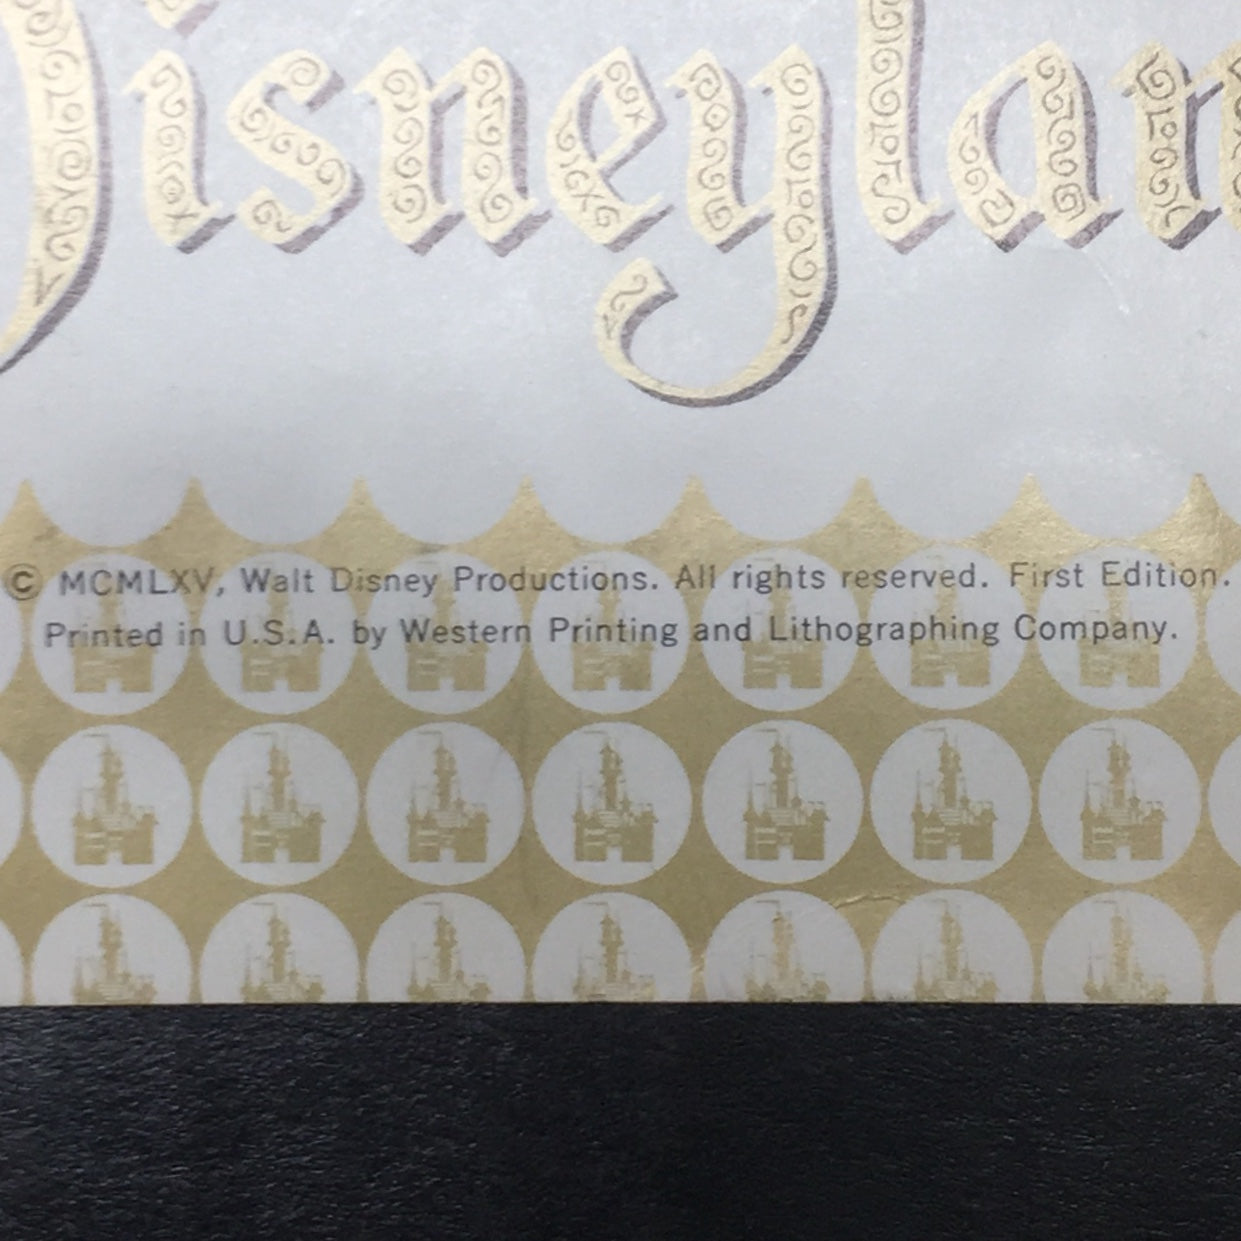 Disneylan
© MCMLXV, Walt Disney Productions. All rights reserved. First Edition.
Printed in U.S.A. by Western Printing and Lithographing Company.